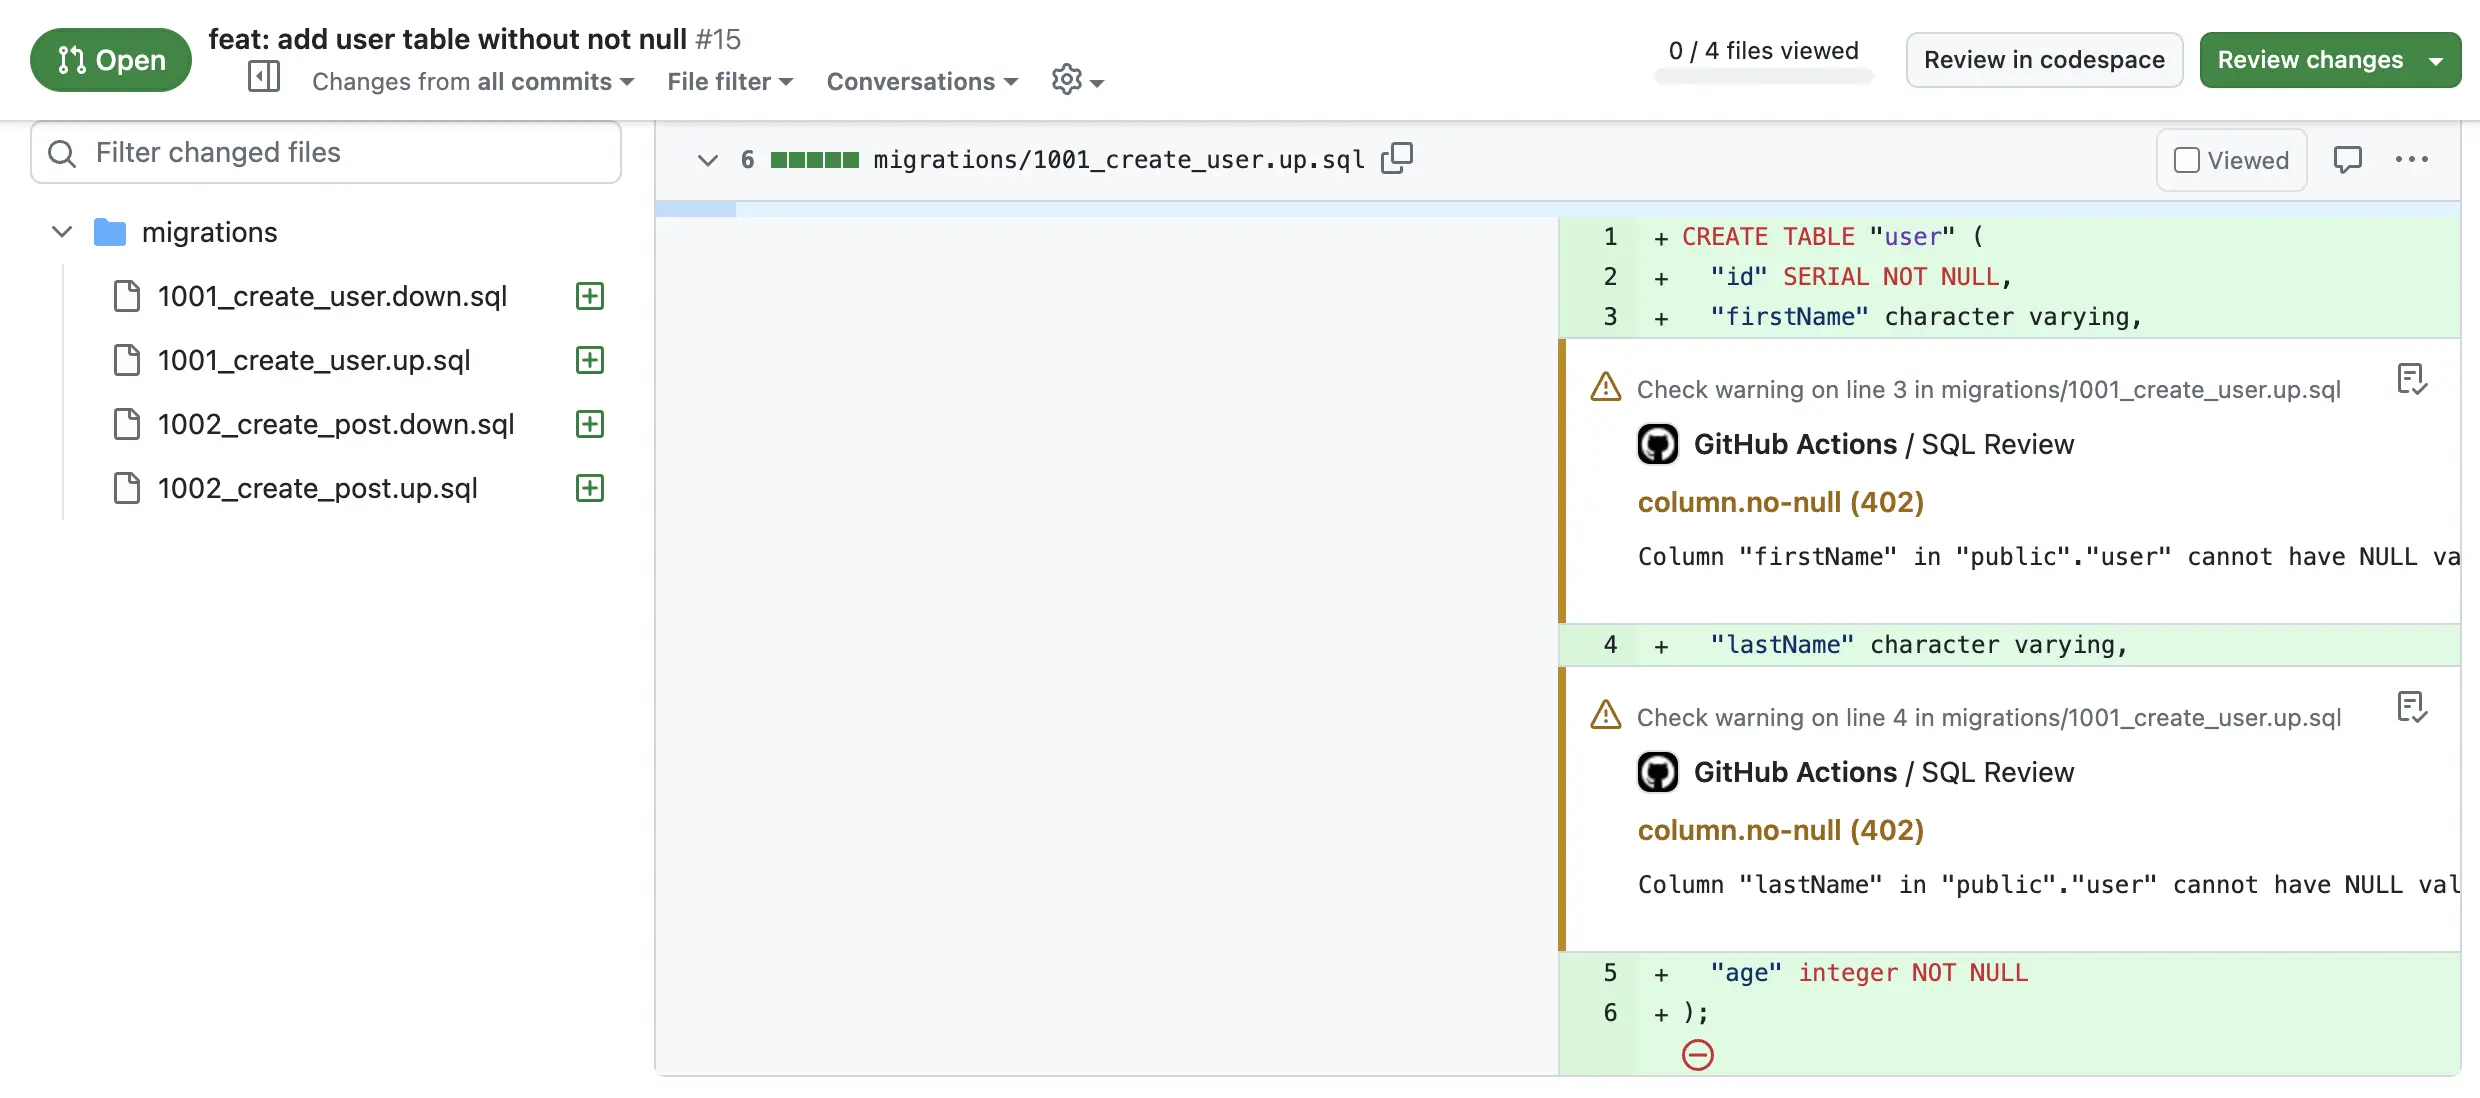 Open
feat: add user table without not null #15
Changes from all commits
File filter
Conversations
0 / 4 files viewed
Review in codespace
Review changes
Filter changed files
migrations
1001_create_user.down.sql
1001_create_user.up.sql
1002_create_post.down.sql
1002_create_post.up.sql
6 migrations/1001_create_user.up.sql
Viewed
1 + CREATE TABLE "user" (
2 + "id" SERIAL NOT NULL,
3 + "firstName" character varying,
Check warning on line 3 in migrations/1001_create_user.up.sql
GitHub Actions / SQL Review
column.no-null (402)
Column "firstName" in "public"."user" cannot have NULL va
4 + "lastName" character varying,
Check warning on line 4 in migrations/1001_create_user.up.sql
GitHub Actions / SQL Review
column.no-null (402)
Column "lastName" in "public"."user" cannot have NULL val
5 + "age" integer NOT NULL
6 + );